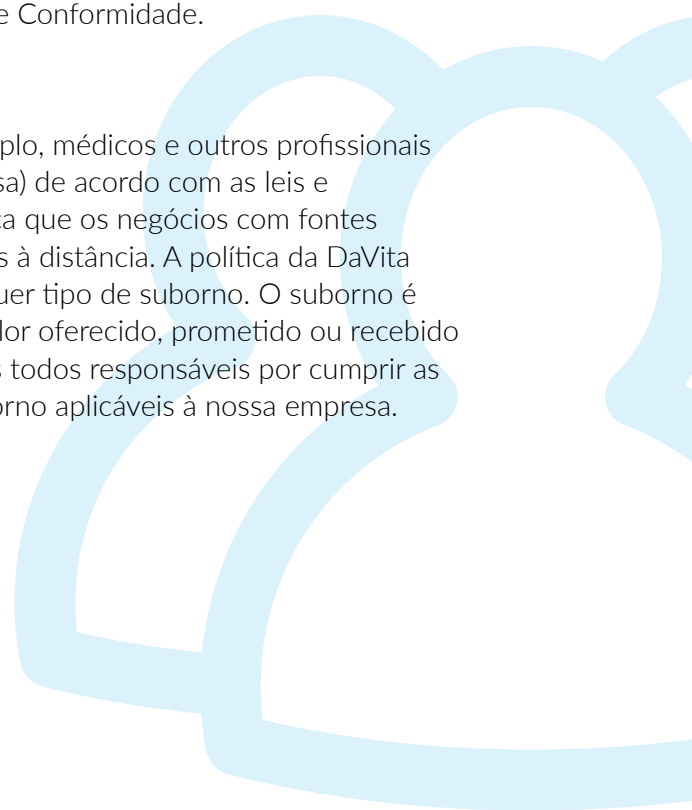 e Conformidade.
plo, médicos e outros profissionais
sa) de acordo com as leis e
ca que os negócios com fontes
s à distância. A política da DaVita
uer tipo de suborno. O suborno é
lor oferecido, prometido ou recebido
s todos responsáveis por cumprir as
orno aplicáveis à nossa empresa.